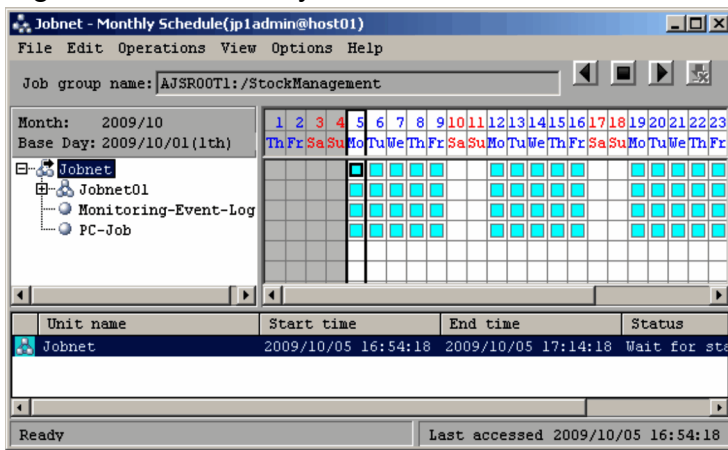 Jobnet - Monthly Schedule(jp1admin@host01)
File Edit Operations View Options Help
Job group name: AJSROOT1:/StockManagement
Month: 2009/10
Base Day: 2009/10/01(1th)
1 2 3 4 5 6 7 8 9 10 11 12 13 14 15 16 17 18 19 20 21 22 23
Th Fr Sa Su Mo Tu We Th Fr Sa Su Mo Tu We Th Fr Sa Su Mo Tu We Th Fr
Jobnet
Jobnet01
Monitoring-Event-Log
PC-Job
Unit name Start time End time Status
Jobnet 2009/10/05 16:54:18 2009/10/05 17:14:18 Wait for sta
Ready Last accessed 2009/10/05 16:54:18